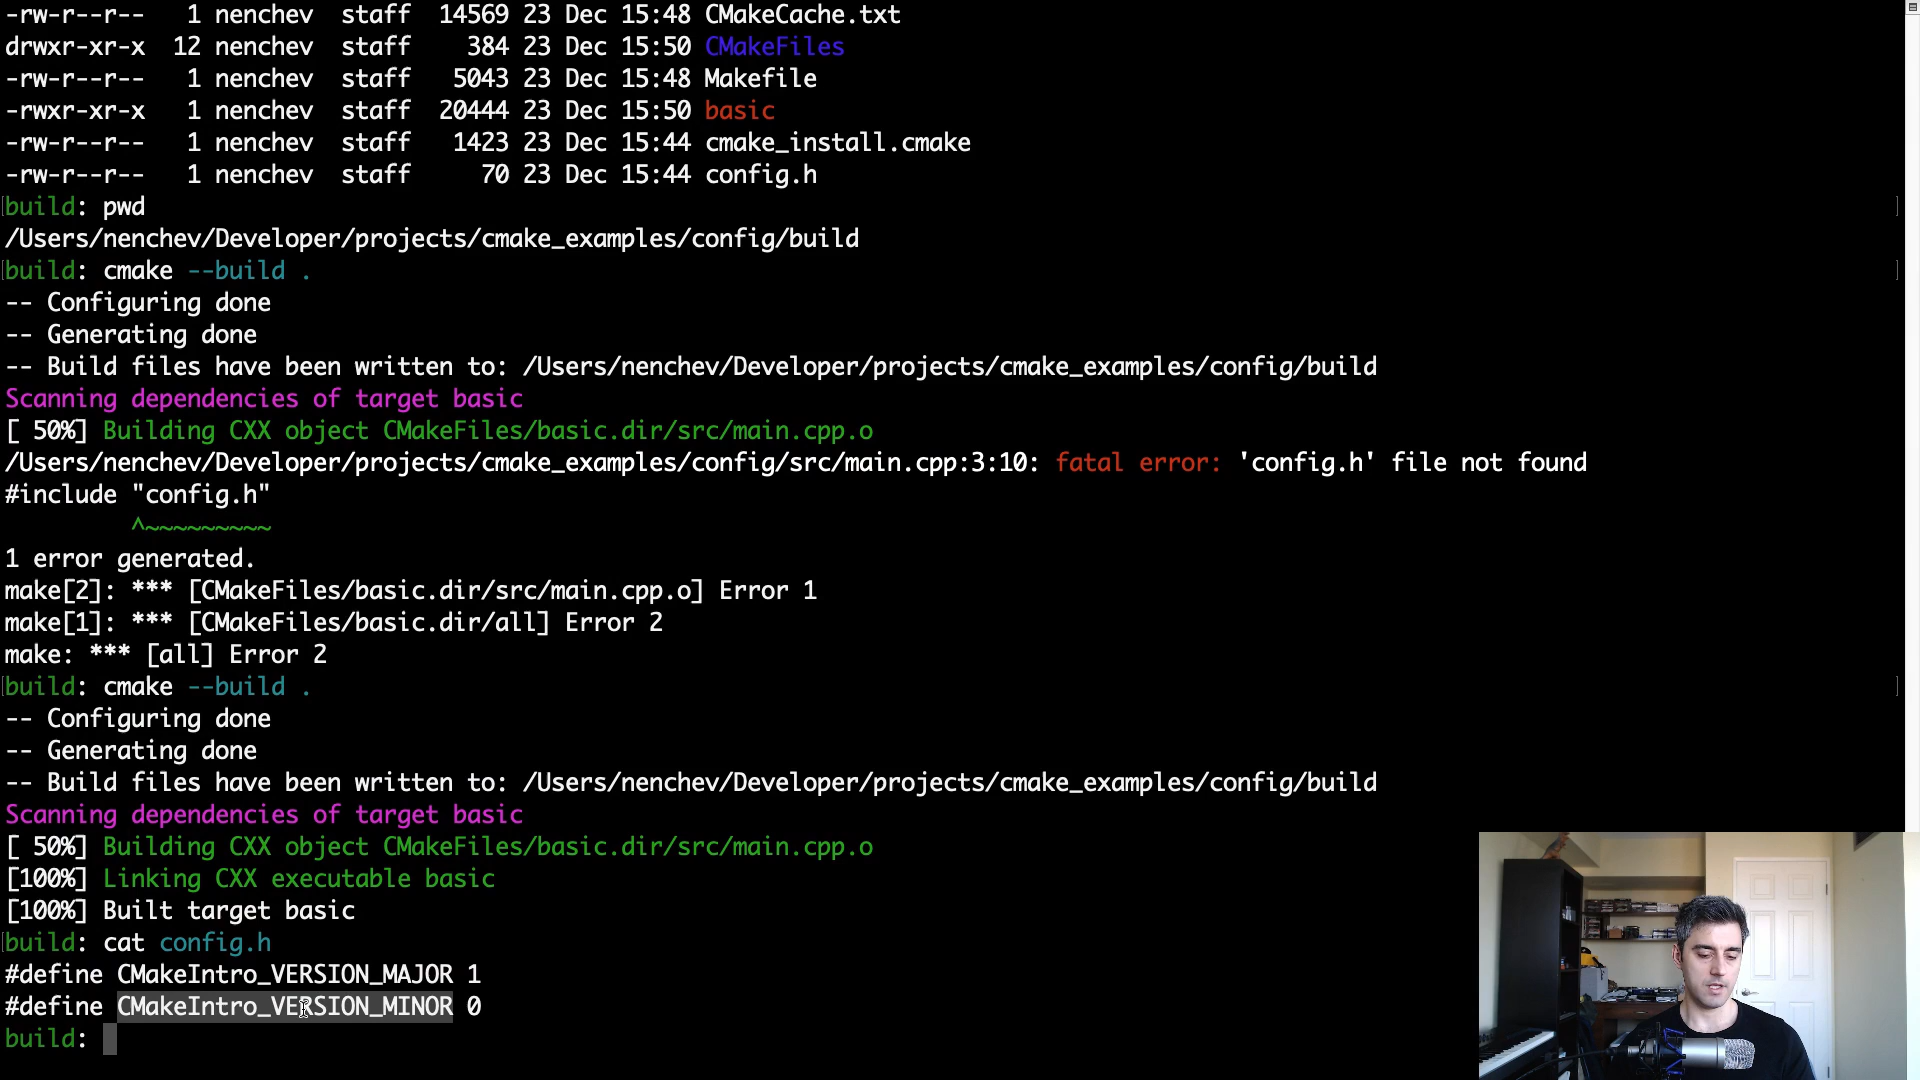 -rw-r--r-- 1 nenchev staff 14569 23 Dec 15:48 CMakeCache.txt
drwxr-xr-x 12 nenchev staff 384 23 Dec 15:50 CMakeFiles
-rw-r--r-- 1 nenchev staff 5043 23 Dec 15:48 Makefile
-rwxr-xr-x 1 nenchev staff 20444 23 Dec 15:50 basic
-rw-r--r-- 1 nenchev staff 1423 23 Dec 15:44 cmake_install.cmake
-rw-r--r-- 1 nenchev staff 70 23 Dec 15:44 config.h
[build: pwd ]
/Users/nenchev/Developer/projects/cmake_examples/config/build
[build: cmake --build . ]
-- Configuring done
-- Generating done
-- Build files have been written to: /Users/nenchev/Developer/projects/cmake_examples/config/build
Scanning dependencies of target basic
[ 50%] Building CXX object CMakeFiles/basic.dir/src/main.cpp.o
/Users/nenchev/Developer/projects/cmake_examples/config/src/main.cpp:3:10: fatal error: 'config.h' file not found
#include "config.h"
^~~~~~~~~~
1 error generated.
make[2]: *** [CMakeFiles/basic.dir/src/main.cpp.o] Error 1
make[1]: *** [CMakeFiles/basic.dir/all] Error 2
make: *** [all] Error 2
[build: cmake --build . ]
-- Configuring done
-- Generating done
-- Build files have been written to: /Users/nenchev/Developer/projects/cmake_examples/config/build
Scanning dependencies of target basic
[ 50%] Building CXX object CMakeFiles/basic.dir/src/main.cpp.o
[100%] Linking CXX executable basic
[100%] Built target basic
[build: cat config.h
#define CMakeIntro_VERSION_MAJOR 1
#define CMakeIntro_VERSION_MINOR 0
build: